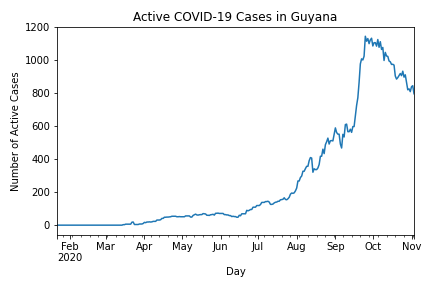 Active COVID-19 Cases in Guyana
Number of Active Cases
1200
1000
800
600
400
200
0
Feb Mar Apr May Jun Jul Aug Sep Oct Nov
2020
Day